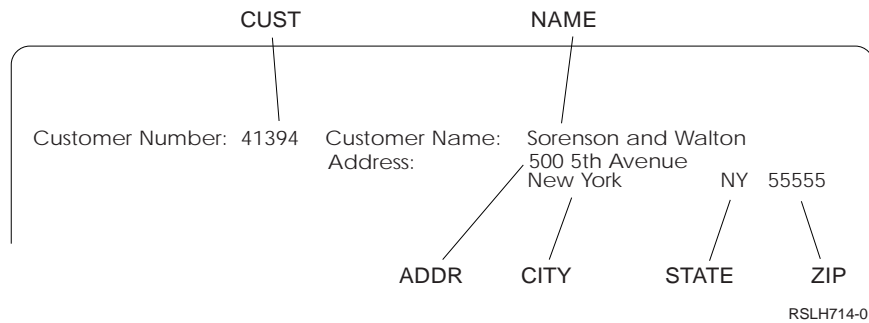 CUST NAME
Customer Number: 41394 Customer Name: Sorenson and Walton
Address: 500 5th Avenue
New York NY 55555
ADDR CITY STATE ZIP
RSLH714-0